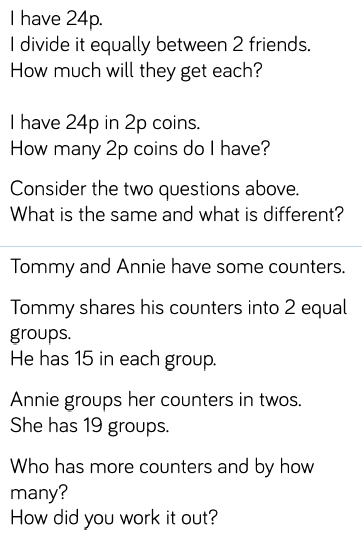 I have 24p.
I divide it equally between 2 friends.
How much will they get each?
I have 24p in 2p coins.
How many 2p coins do I have?
Consider the two questions above.
What is the same and what is different?
Tommy and Annie have some counters.
Tommy shares his counters into 2 equal
groups.
He has 15 in each group.
Annie groups her counters in twos.
She has 19 groups.
Who has more counters and by how
many?
How did you work it out?